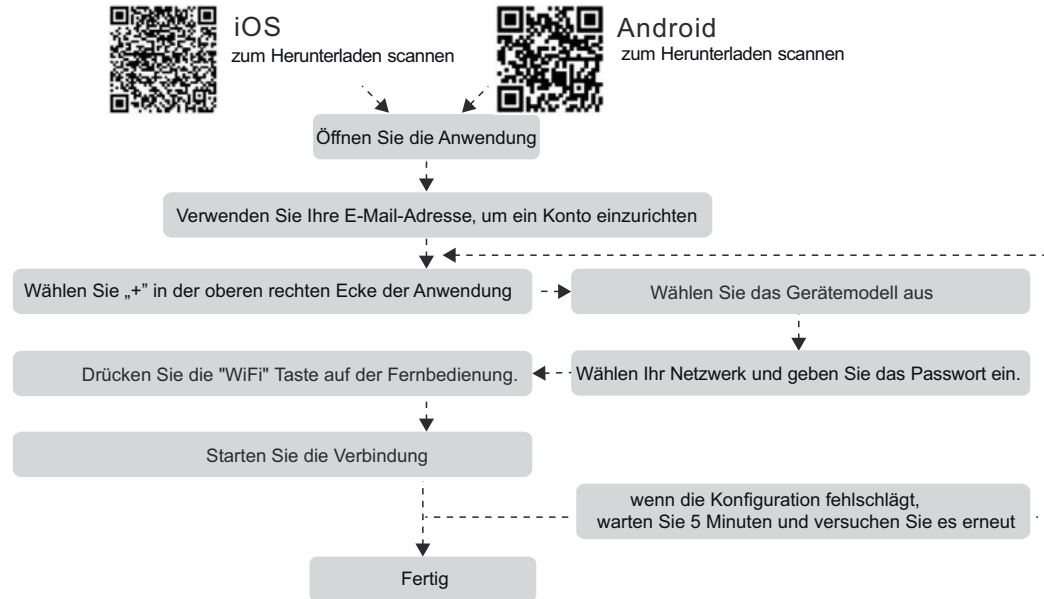 iOS
zum Herunterladen scannen
Android
zum Herunterladen scannen
Öffnen Sie die Anwendung
Verwenden Sie Ihre E-Mail-Adresse, um ein Konto einzurichten
Wählen Sie „+” in der oberen rechten Ecke der Anwendung
Wählen Sie das Gerätemodell aus
Drücken Sie die "WiFi" Taste auf der Fernbedienung.
Wählen Ihr Netzwerk und geben Sie das Passwort ein.
Starten Sie die Verbindung
wenn die Konfiguration fehlschlägt,
warten Sie 5 Minuten und versuchen Sie es erneut
Fertig